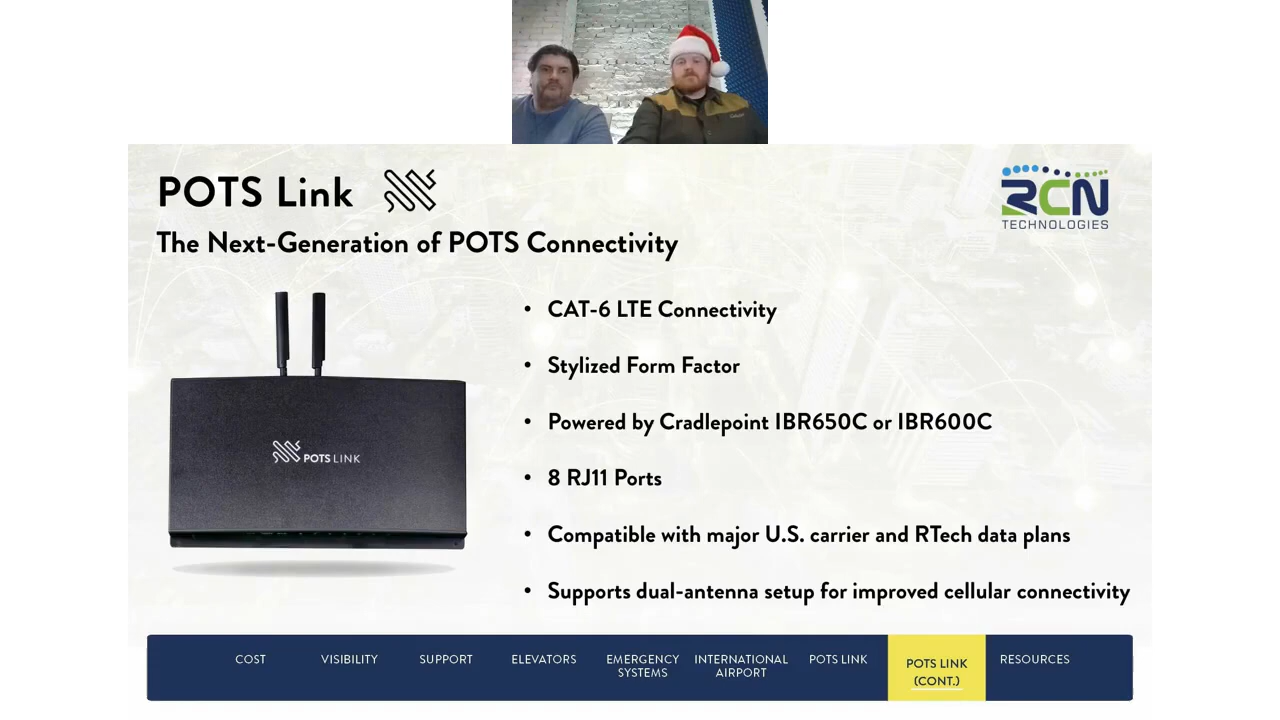 POTS Link
RCN
TECHNOLOGIES
The Next-Generation of POTS Connectivity
• CAT-6 LTE Connectivity
• Stylized Form Factor
• Powered by Cradlepoint IBR650C or IBR600C
POTS LINK
• 8 RJ11 Ports
• Compatible with major U.S. carrier and RTech data plans
• Supports dual-antenna setup for improved cellular connectivity
COST
VISIBILITY
SUPPORT
ELEVATORS
EMERGENCY
SYSTEMS
INTERNATIONAL
AIRPORT
POTS LINK
POTS LINK
(CONT.)
RESOURCES